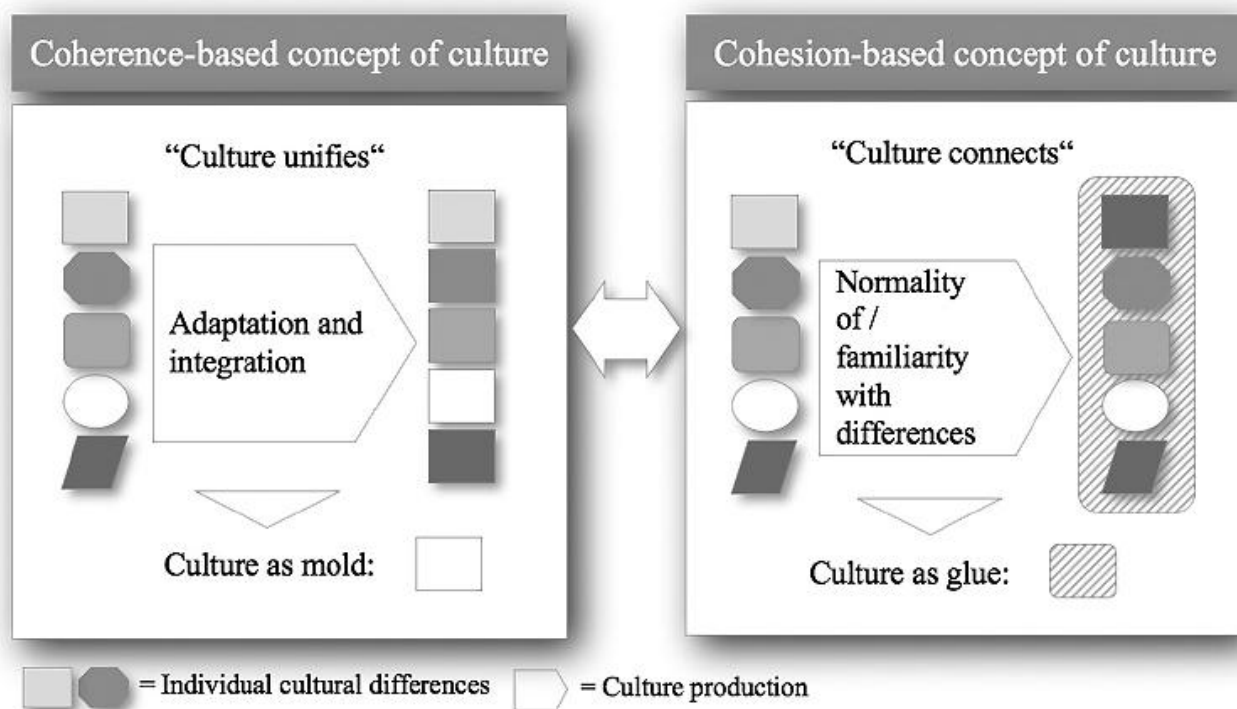 Coherence-based concept of culture
“Culture unifies“
Adaptation and
integration
Culture as mold:
Cohesion-based concept of culture
“Culture connects“
Normality
of /
familiarity
with
differences
Culture as glue:
= Individual cultural differences
= Culture production